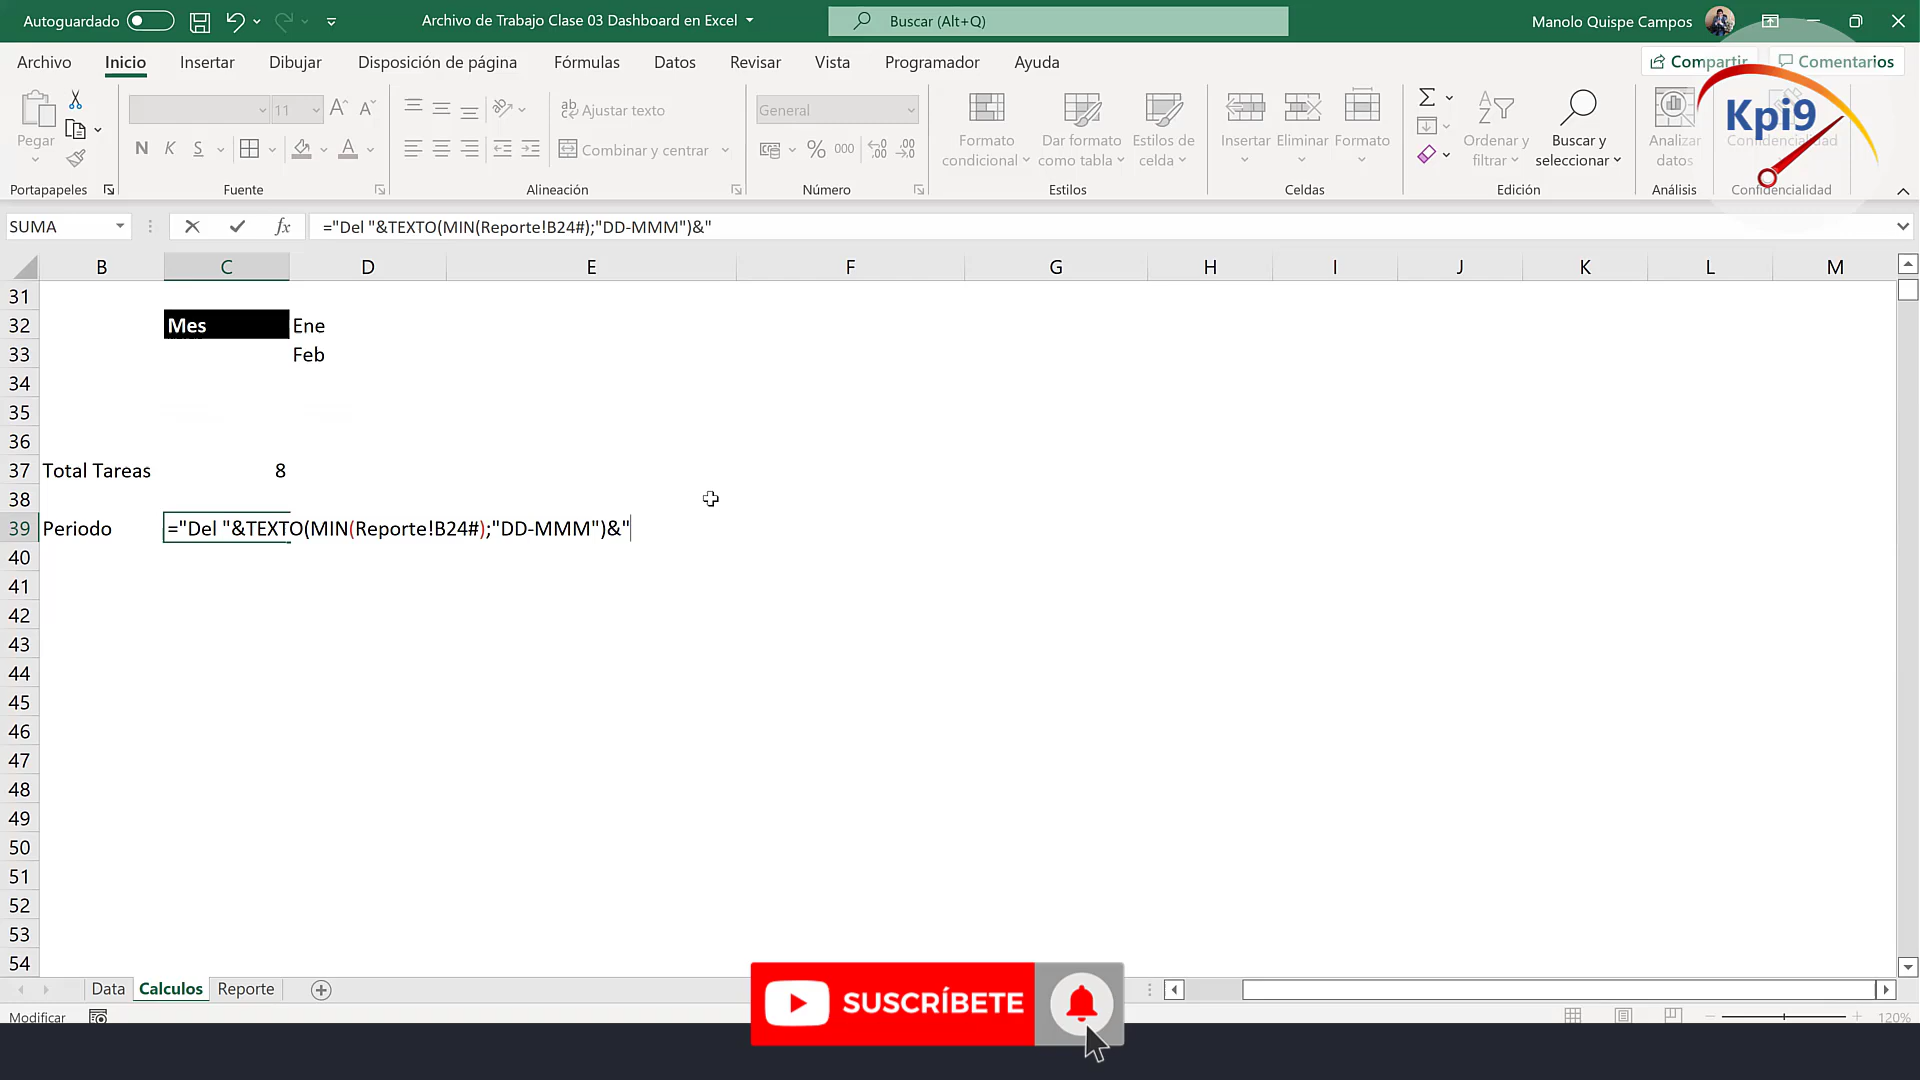 Autoguardado
Archivo de Trabajo Clase 03 Dashboard en Excel
Buscar (Alt+Q)
Manolo Quispe Campos
Archivo Inicio Insertar Dibujar Disposición de página Fórmulas Datos Revisar Vista Programador Ayuda
Compartir Comentarios
Pegar
11
Ajustar texto
Combinar y centrar
General
% 000
Formato condicional
Dar formato como tabla
Estilos de celda
Insertar
Eliminar
Formato
Ordenar y filtrar
Buscar y seleccionar
Analizar datos
Confidencialidad
Kpi9
Portapapeles Fuente Alineación Número Estilos Celdas Edición Análisis Confidencialidad
SUMA
fx
="Del "&TEXTO(MIN(Reporte!B24#);"DD-MMM")&"
B C D E F G H I J K L M
31
32 Mes Ene
33 Feb
34
35
36
37 Total Tareas 8
38
39 Periodo ="Del "&TEXTO(MIN(Reporte!B24#);"DD-MMM")&"
40
41
42
43
44
45
46
47
48
49
50
51
52
53
54
Data Calculos Reporte
SUSCRÍBETE
Modificar
120%